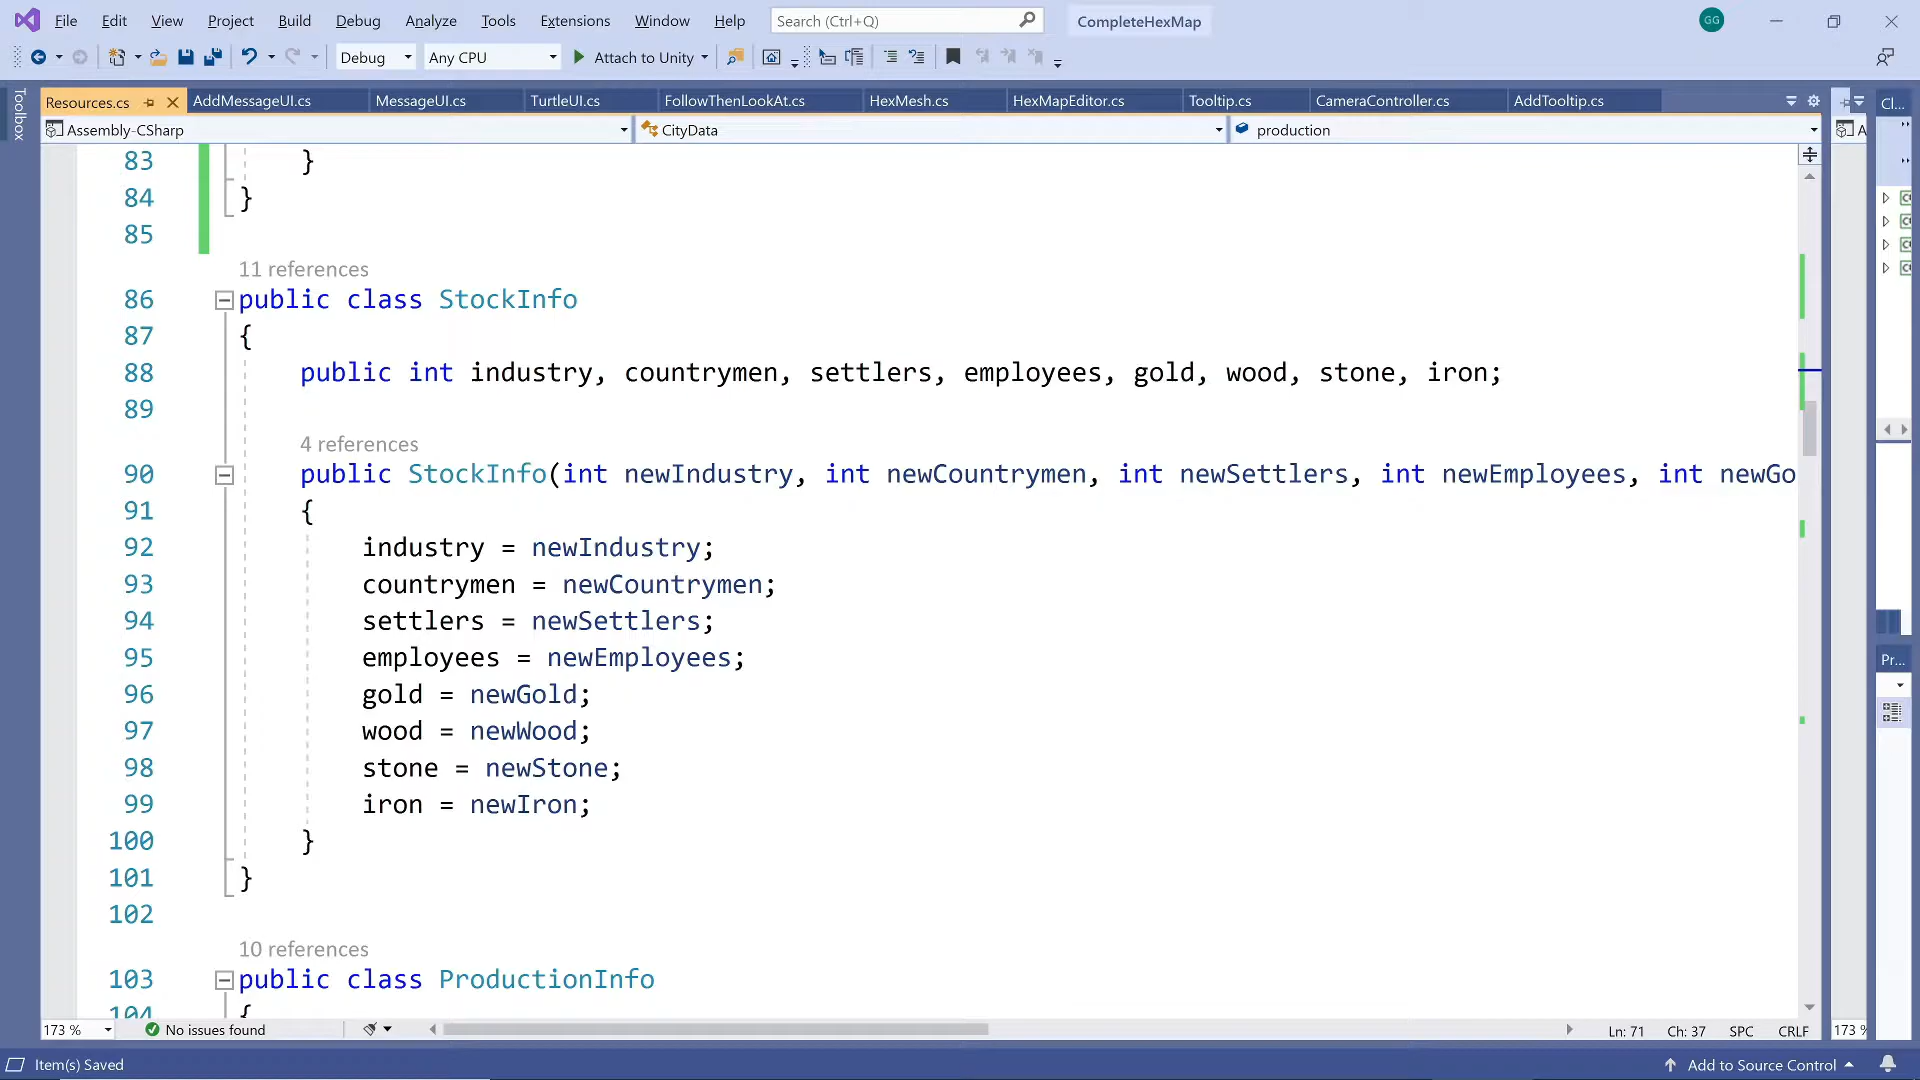 File Edit View Project Build Debug Analyze Tools Extensions Window Help Search (Ctrl+Q) CompleteHexMap GG
Debug Any CPU Attach to Unity
Toolbox
Resources.cs AddMessageUI.cs MessageUI.cs TurtleUI.cs FollowThenLookAt.cs HexMesh.cs HexMapEditor.cs Tooltip.cs CameraController.cs AddTooltip.cs Cl...
Assembly-CSharp CityData production A
83 }
84 }
85
11 references
86 public class StockInfo
87 {
88 public int industry, countrymen, settlers, employees, gold, wood, stone, iron;
89
4 references
90 public StockInfo(int newIndustry, int newCountrymen, int newSettlers, int newEmployees, int newGo
91 {
92 industry = newIndustry;
93 countrymen = newCountrymen;
94 settlers = newSettlers;
95 employees = newEmployees;
96 gold = newGold;
97 wood = newWood;
98 stone = newStone;
99 iron = newIron;
100 }
101 }
102
10 references
103 public class ProductionInfo
104 {
Pr...
173 % No issues found Ln: 71 Ch: 37 SPC CRLF 173 %
Item(s) Saved Add to Source Control